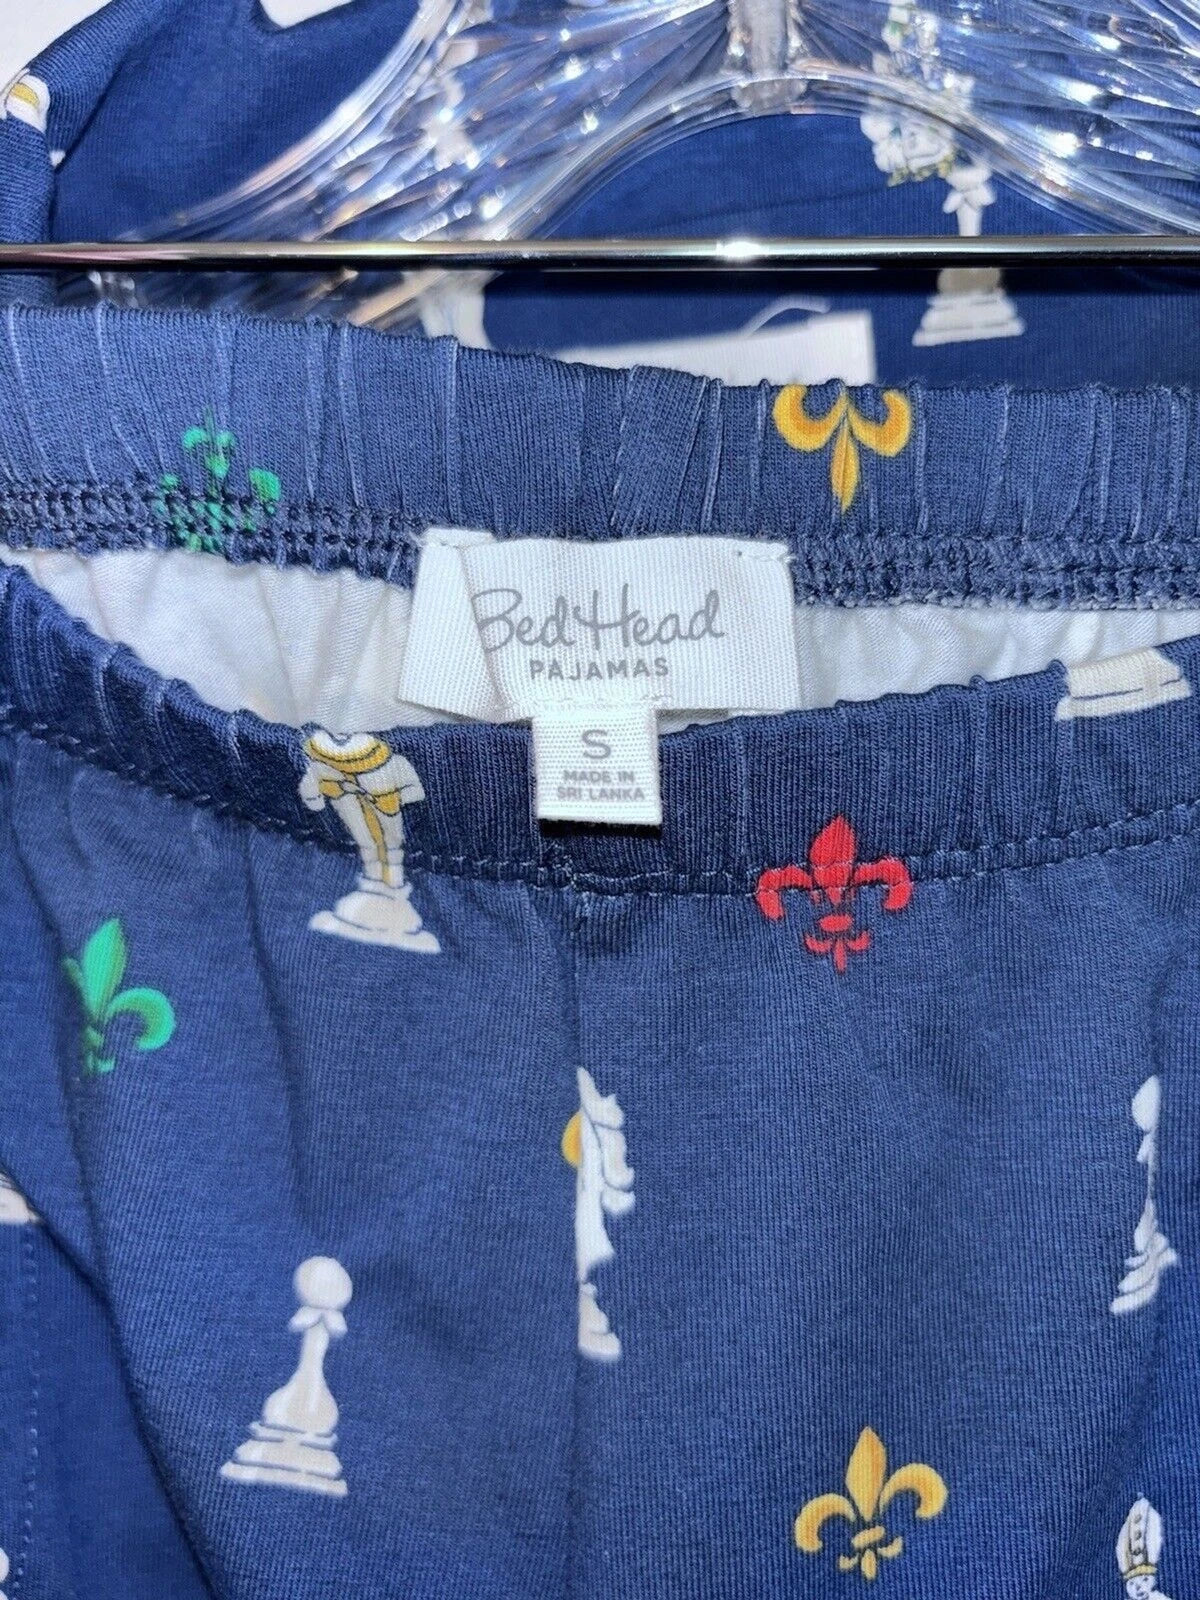 BedHead
PAJAMAS
S
MADE IN
SRI LANKA